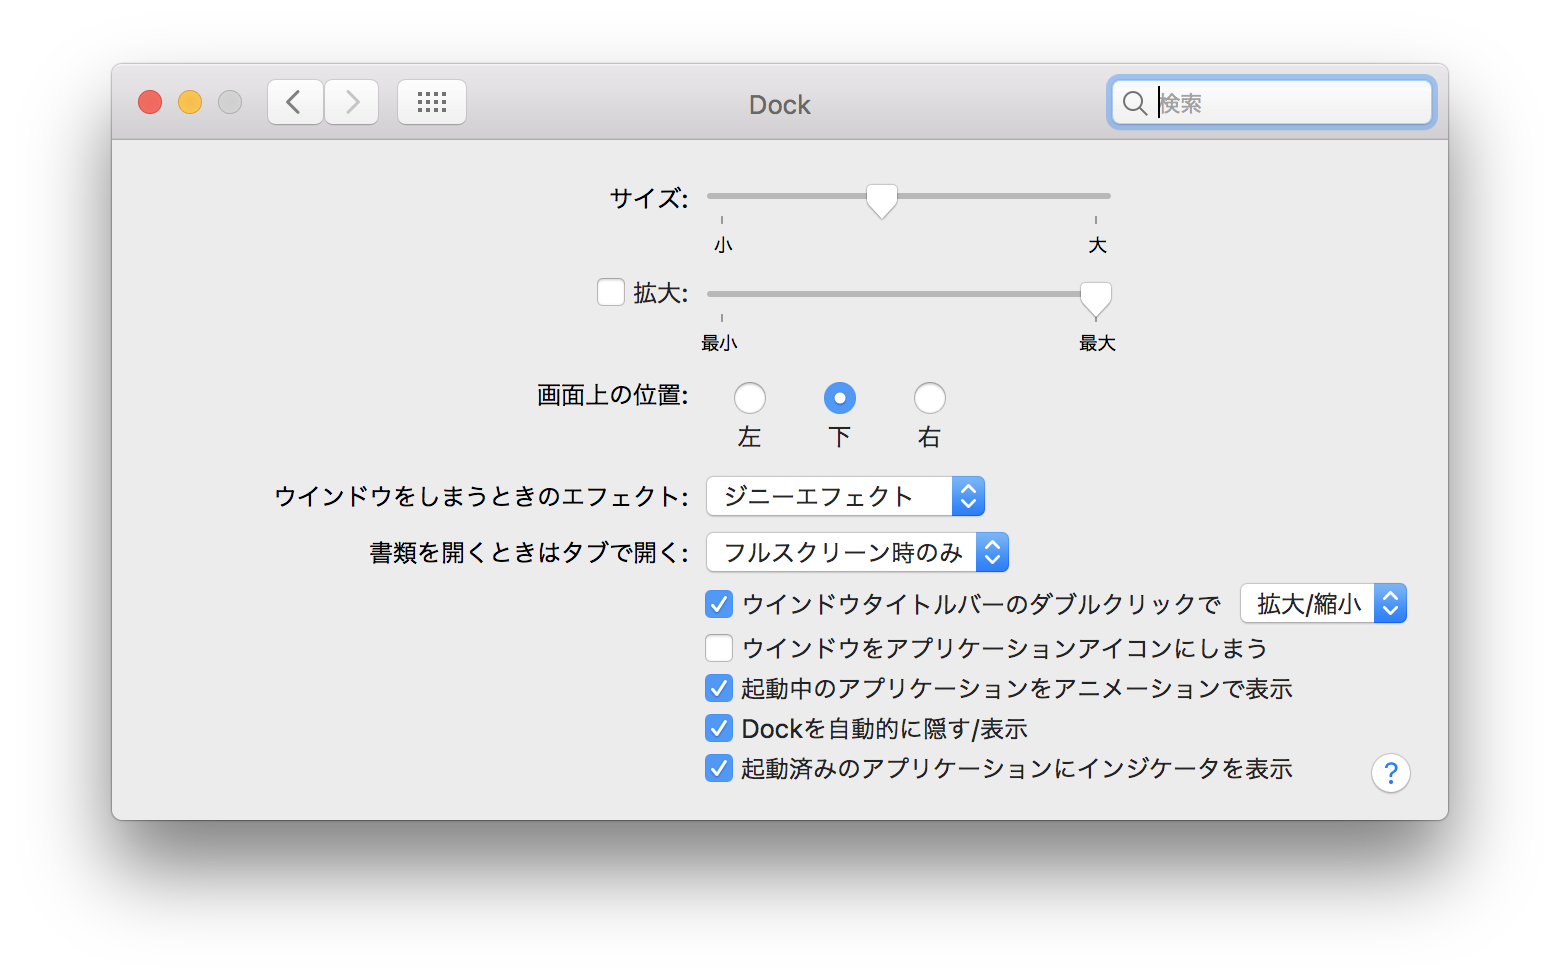 Dock
検索
サイズ:
小 大
拡大:
最小 最大
画面上の位置:
左 下 右
ウインドウをしまうときのエフェクト: ジニーエフェクト
書類を開くときはタブで開く: フルスクリーン時のみ
ウインドウタイトルバーのダブルクリックで 拡大/縮小
ウインドウをアプリケーションアイコンにしまう
起動中のアプリケーションをアニメーションで表示
Dockを自動的に隠す/表示
起動済みのアプリケーションにインジケータを表示
?